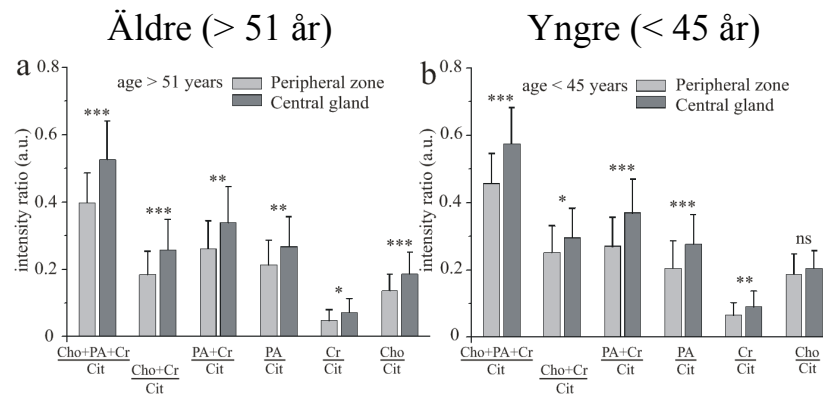 Äldre (> 51 år)
Yngre (< 45 år)
a
0.8
0.6
0.4
0.2
0
intensity ratio (a.u.)
age > 51 years
Peripheral zone
Central gland
***
***
**
**
*
***
Cho+PA+Cr
Cit
Cho+Cr
Cit
PA+Cr
Cit
PA
Cit
Cr
Cit
Cho
Cit
b
0.8
0.6
0.4
0.2
0
intensity ratio (a.u.)
age < 45 years
Peripheral zone
Central gland
***
*
***
***
**
ns
Cho+PA+Cr
Cit
Cho+Cr
Cit
PA+Cr
Cit
PA
Cit
Cr
Cit
Cho
Cit